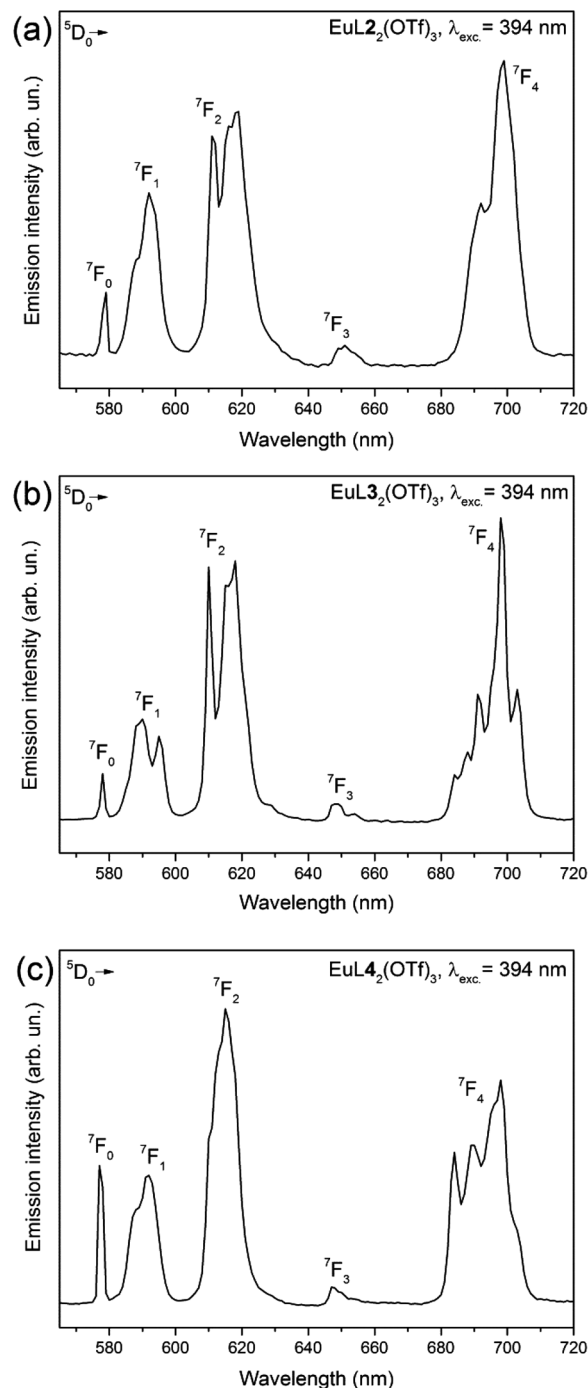 (a)
⁵D₀→
EuL2₂(OTf)₃, λexc.= 394 nm
⁷F₄
⁷F₂
⁷F₁
⁷F₀
⁷F₃
Emission intensity (arb. un.)
580 600 620 640 660 680 700 720
Wavelength (nm)
(b)
⁵D₀→
EuL3₂(OTf)₃, λexc.= 394 nm
⁷F₂
⁷F₄
⁷F₁
⁷F₀
⁷F₃
Emission intensity (arb. un.)
580 600 620 640 660 680 700 720
Wavelength (nm)
(c)
⁵D₀→
EuL4₂(OTf)₃, λexc.= 394 nm
⁷F₂
⁷F₄
⁷F₀
⁷F₁
⁷F₃
Emission intensity (arb. un.)
580 600 620 640 660 680 700 720
Wavelength (nm)